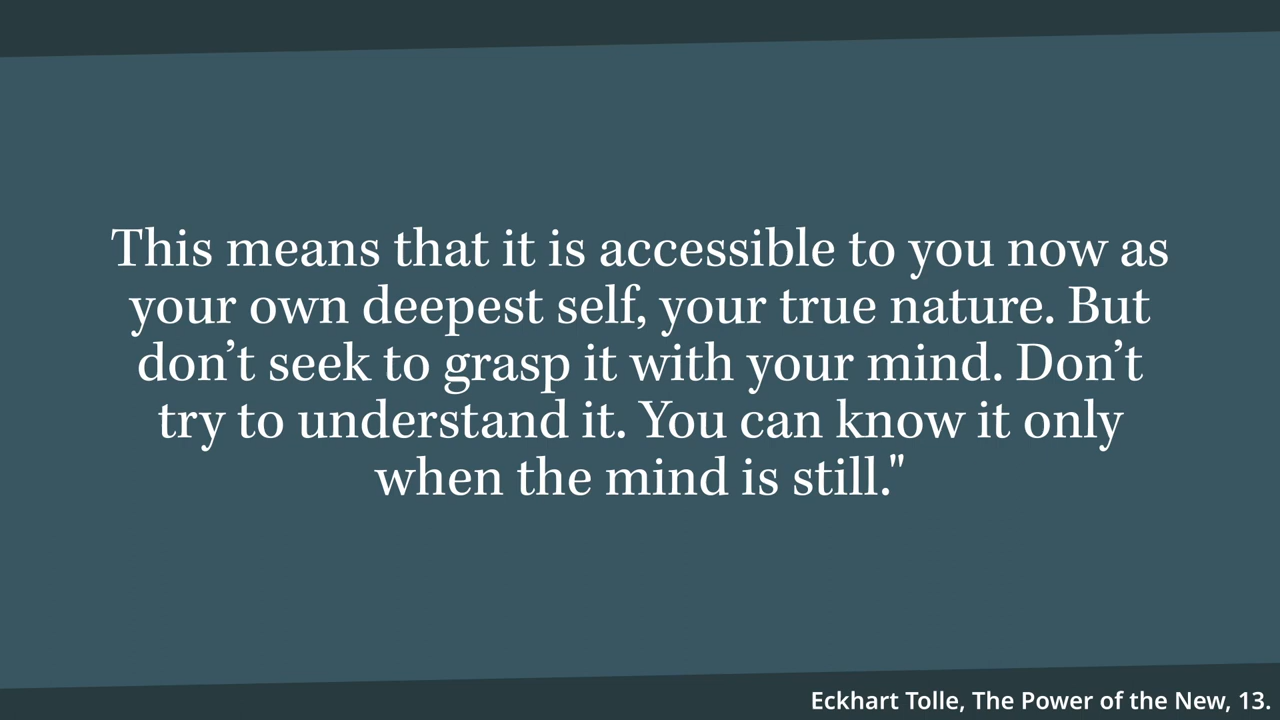 This means that it is accessible to you now as
your own deepest self, your true nature. But
don’t seek to grasp it with your mind. Don’t
try to understand it. You can know it only
when the mind is still."
Eckhart Tolle, The Power of the New, 13.